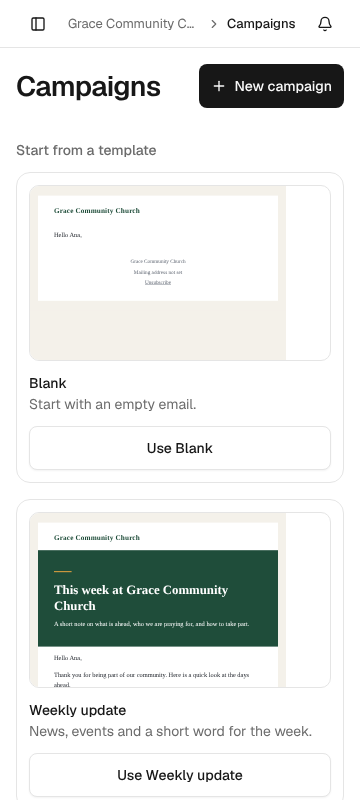 Grace Community C... > Campaigns
Campaigns
+ New campaign
Start from a template
Grace Community Church
Hello Ana,
Grace Community Church
Mailing address not set
Unsubscribe
Blank
Start with an empty email.
Use Blank
Grace Community Church
This week at Grace Community
Church
A short note on what is ahead, who we are praying for, and how to take part.
Hello Ana,
Thank you for being part of our community. Here is a quick look at the days
ahead.
Weekly update
News, events and a short word for the week.
Use Weekly update